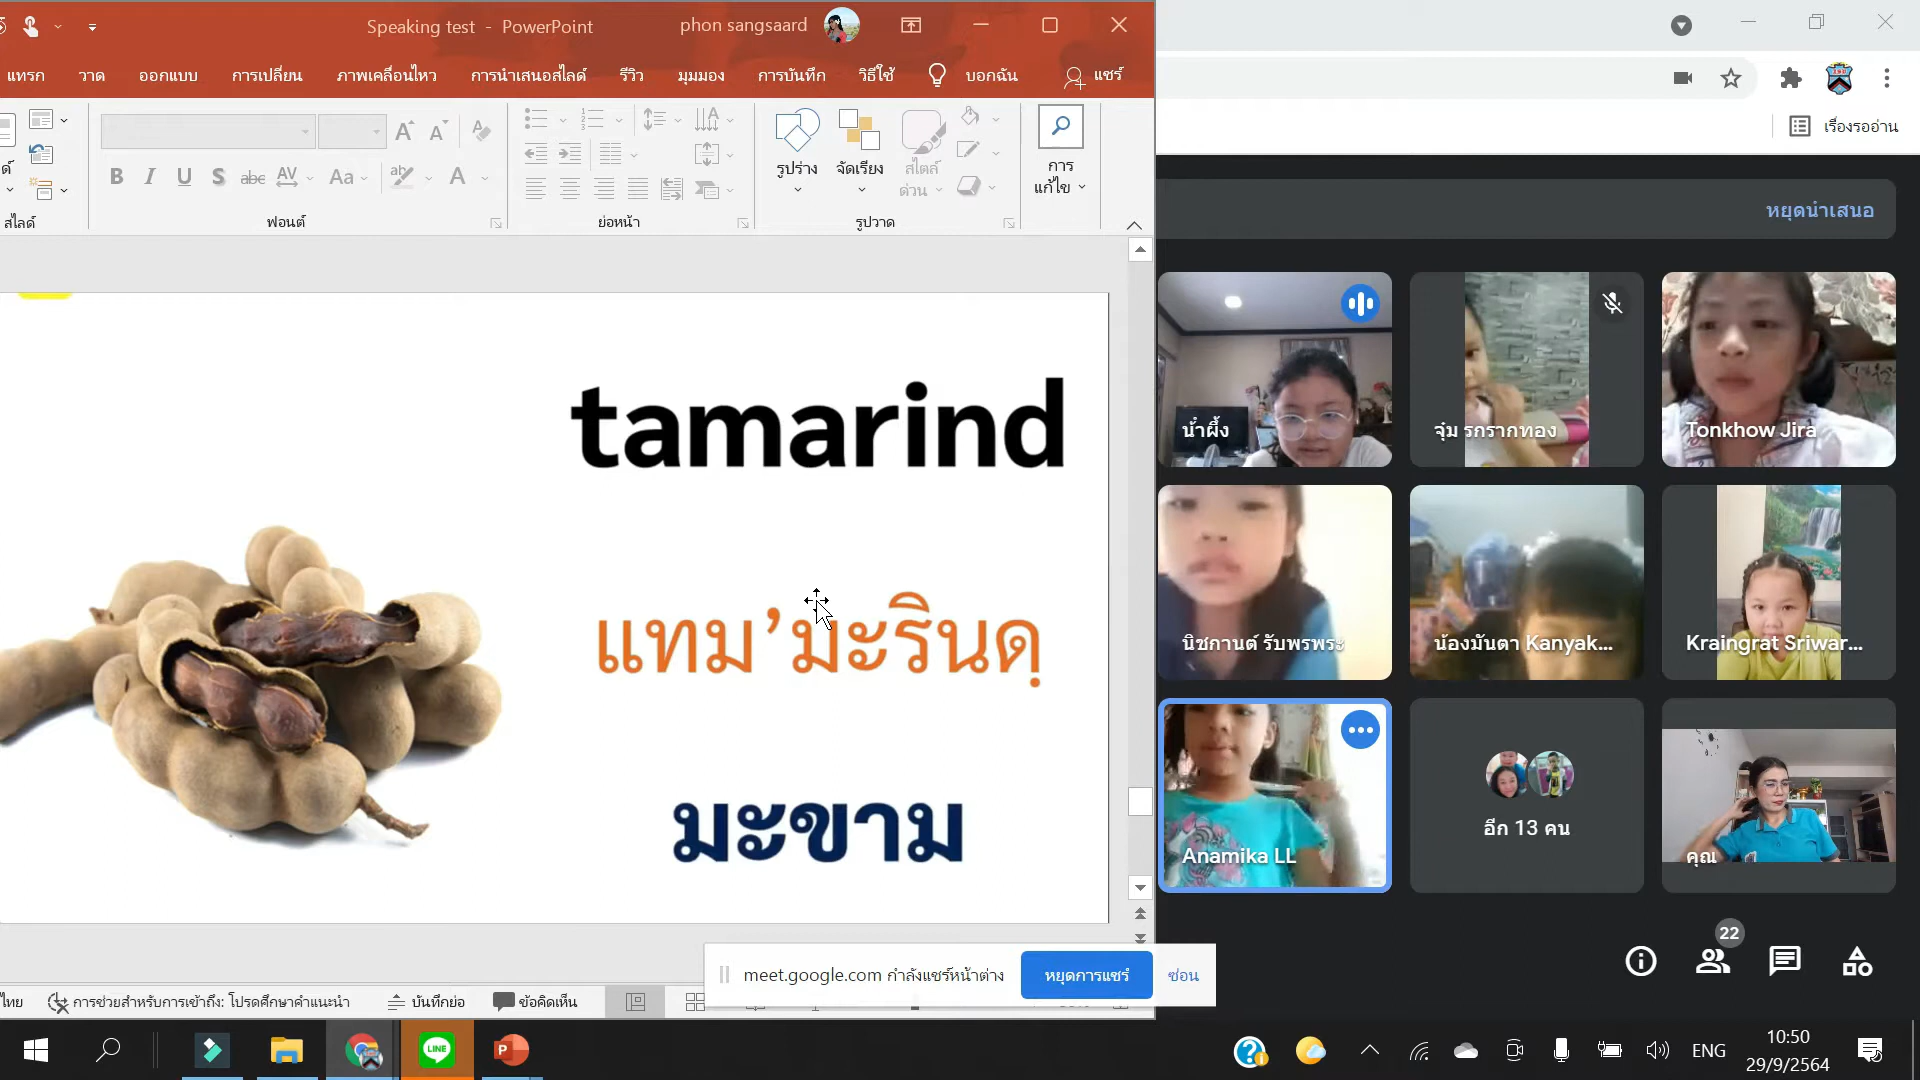 Speaking test - PowerPoint
phon sangsaard
แทรก
วาด
ออกแบบ
การเปลี่ยน
ภาพเคลื่อนไหว
การนำเสนอสไลด์
รีวิว
มุมมอง
การบันทึก
วิธีใช้
บอกฉัน
แชร์
B I U S abc AV Aa ab A
รูปร่าง
จัดเรียง
สไตล์
ด่วน
การ
แก้ไข
สไลด์
ฟอนต์
ย่อหน้า
รูปวาด
เรื่องรออ่าน
หยุดนำเสนอ
tamarind
แทม’มะรินดฺ
มะขาม
น้ำผึ้ง
จุ่ม รกรากทอง
Tonkhow Jira
นิชกานต์ รับพรพระ
น้องมันตา Kanyak...
Kraingrat Sriwar...
Anamika LL
อีก 13 คน
คุณ
22
meet.google.com กำลังแชร์หน้าต่าง
หยุดการแชร์
ซ่อน
ไทย
การช่วยสำหรับการเข้าถึง: โปรดศึกษาคำแนะนำ
บันทึกย่อ
ข้อคิดเห็น
LINE
ENG
10:50
29/9/2564